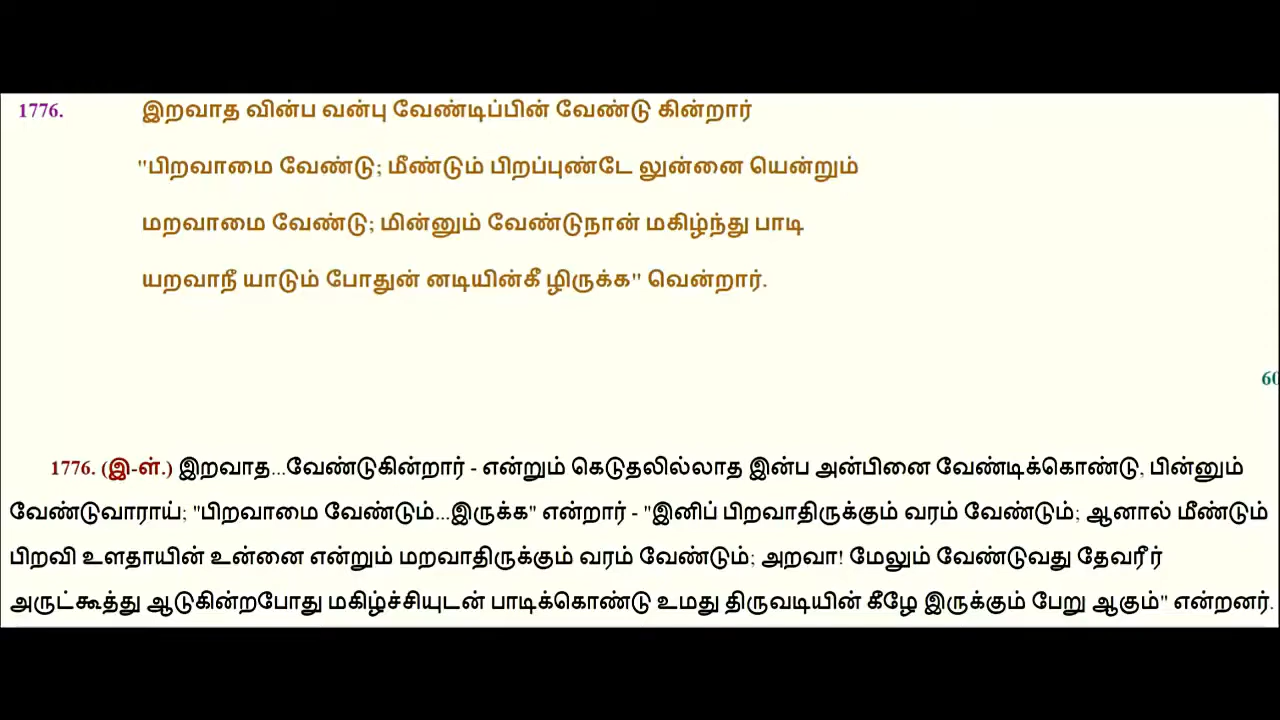 1776. இறவாத வின்ப வன்பு வேண்டிப்பின் வேண்டு கின்றார்
"பிறவாமை வேண்டு; மீண்டும் பிறப்புண்டே லுன்னை யென்றும்
மறவாமை வேண்டு; மின்னும் வேண்டுநான் மகிழ்ந்து பாடி
யறவாநீ யாடும் போதுன் னடியின்கீ ழிருக்க" வென்றார்.
60
1776. (இ-ள்.) இறவாத...வேண்டுகின்றார் - என்றும் கெடுதலில்லாத இன்ப அன்பினை வேண்டிக்கொண்டு, பின்னும்
வேண்டுவாராய்; "பிறவாமை வேண்டும்...இருக்க" என்றார் - "இனிப் பிறவாதிருக்கும் வரம் வேண்டும்; ஆனால் மீண்டும்
பிறவி உளதாயின் உன்னை என்றும் மறவாதிருக்கும் வரம் வேண்டும்; அறவா! மேலும் வேண்டுவது தேவரீர்
அருட்கூத்து ஆடுகின்றபோது மகிழ்ச்சியுடன் பாடிக்கொண்டு உமது திருவடியின் கீழே இருக்கும் பேறு ஆகும்" என்றனர்.